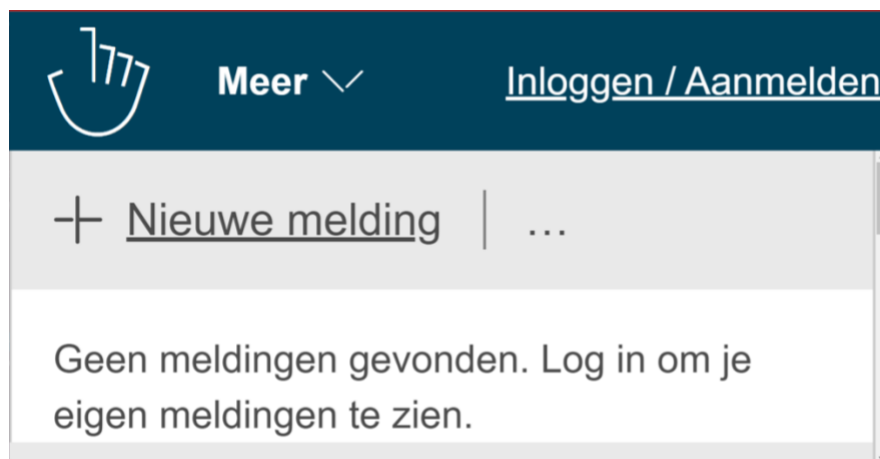 Meer
Inloggen / Aanmelden
Nieuwe melding
...
Geen meldingen gevonden. Log in om je
eigen meldingen te zien.